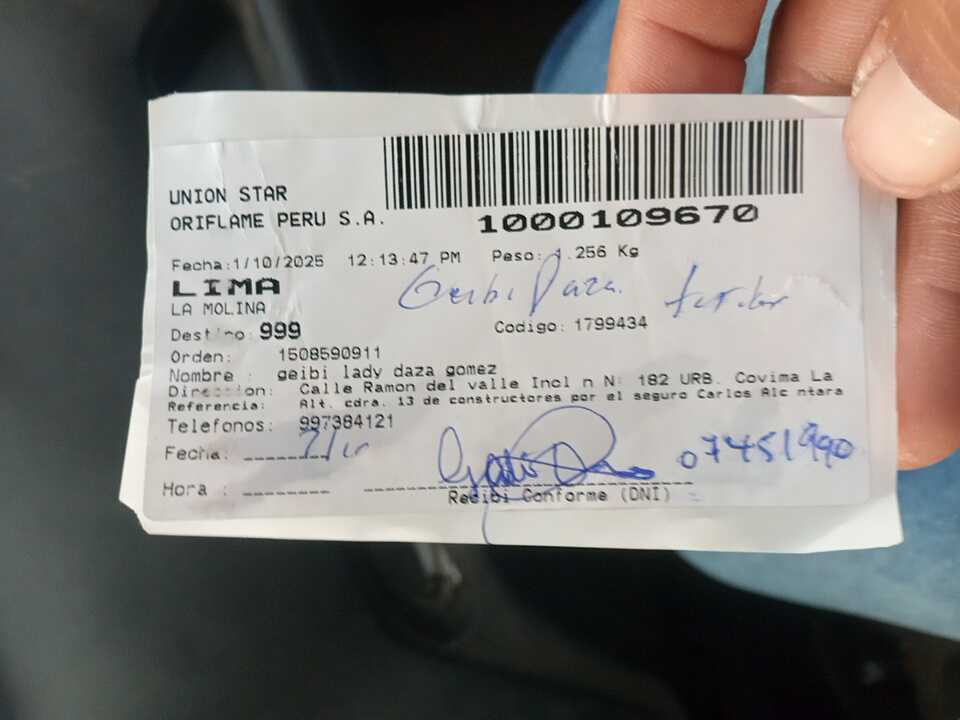 UNION STAR
ORIFLAME PERU S.A.
1000109670
Fecha:1/10/2025 12:13:47 PM Peso: 1.256 Kg
LIMA
Geibi Daza.
LA MOLINA
Destino: 999 Codigo: 1799434
Orden: 1508590911
Nombre : geibi lady daza gomez
Direccion: Calle Ramon del valle Incl n N: 182 URB. Covima La
Referencia: Alt. cdra. 13 de constructores por el seguro Carlos Alc ntara
Telefonos: 997384121
Fecha:
07451990
Hora :
Recibi Conforme (DNI)